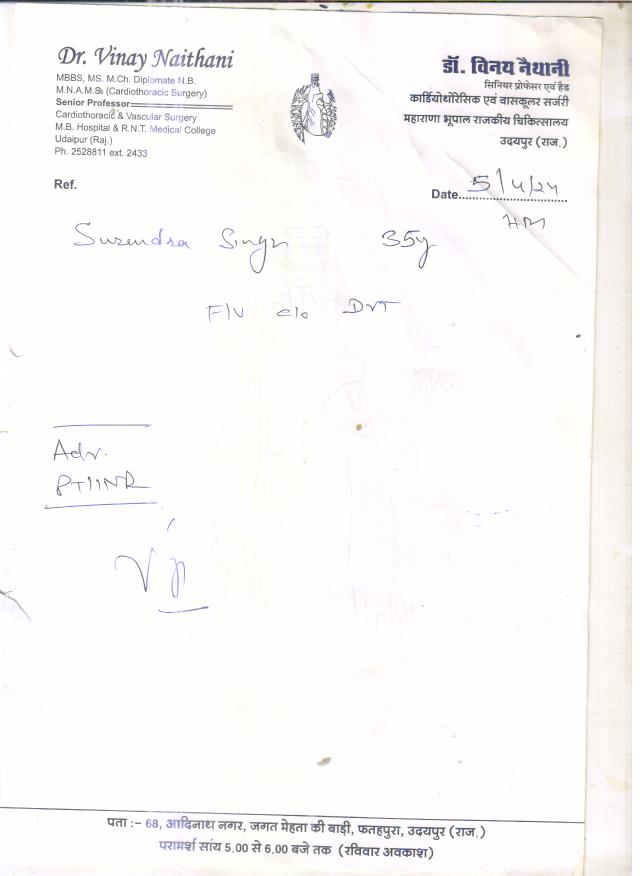 Dr. Vinay Naithani
MBBS, MS. M.Ch. Diplomate N.B.
M.N.A.M.S. (Cardiothoracic Surgery)
Senior Professor
Cardiothoracic & Vascular Surgery
M.B. Hospital & R.N.T. Medical College
Udaipur (Raj.)
Ph. 2528811 ext. 2433
डॉ. विनय नैथानी
सिनियर प्रोफेसर एवं हैड
कार्डियोथोरेसिक एवं वासकूलर सर्जरी
महाराणा भूपाल राजकीय चिकित्सालय
उदयपुर (राज.)
Ref.
Date 5/4/24
Surendra Singh 35y
F/U c/o DVT
Adv.
PT/INR
पता :- 68, आदिनाथ नगर, जगत मेहता की बाड़ी, फतहपुरा, उदयपुर (राज.)
परामर्श सांय 5.00 से 6.00 बजे तक (रविवार अवकाश)